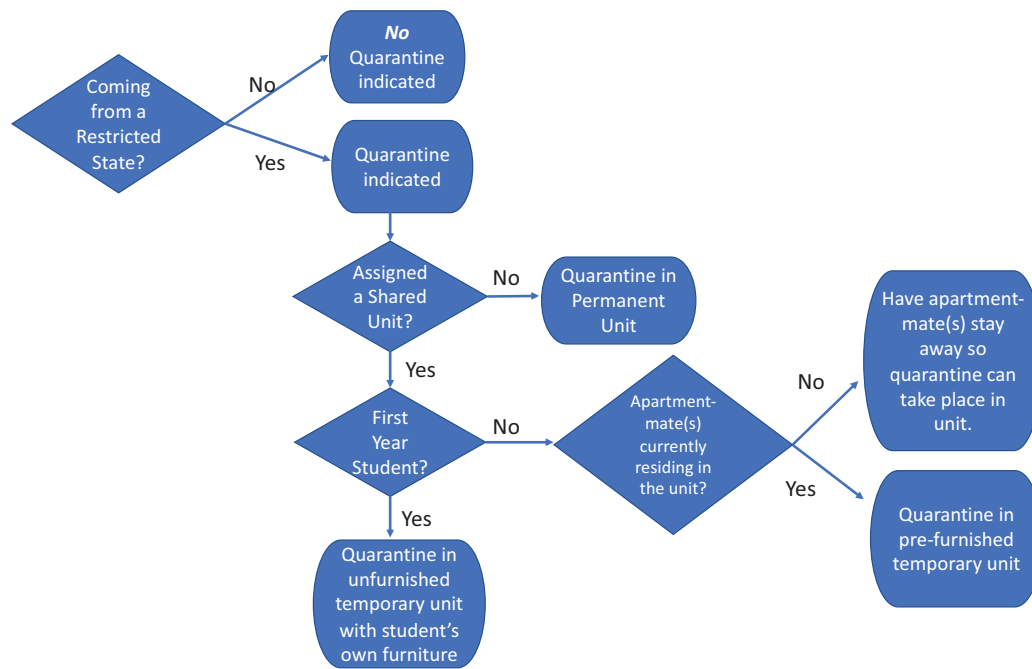 Coming
from a
Restricted
State?
No
No
Quarantine
indicated
Yes
Quarantine
indicated
Assigned
a Shared
Unit?
No
Quarantine in
Permanent
Unit
Yes
First
Year
Student?
No
Apartment-
mate(s)
currently
residing in
the unit?
No
Have apartment-
mate(s) stay
away so
quarantine can
take place in
unit.
Yes
Quarantine in
pre-furnished
temporary unit
Yes
Quarantine in
unfurnished
temporary unit
with student’s
own furniture